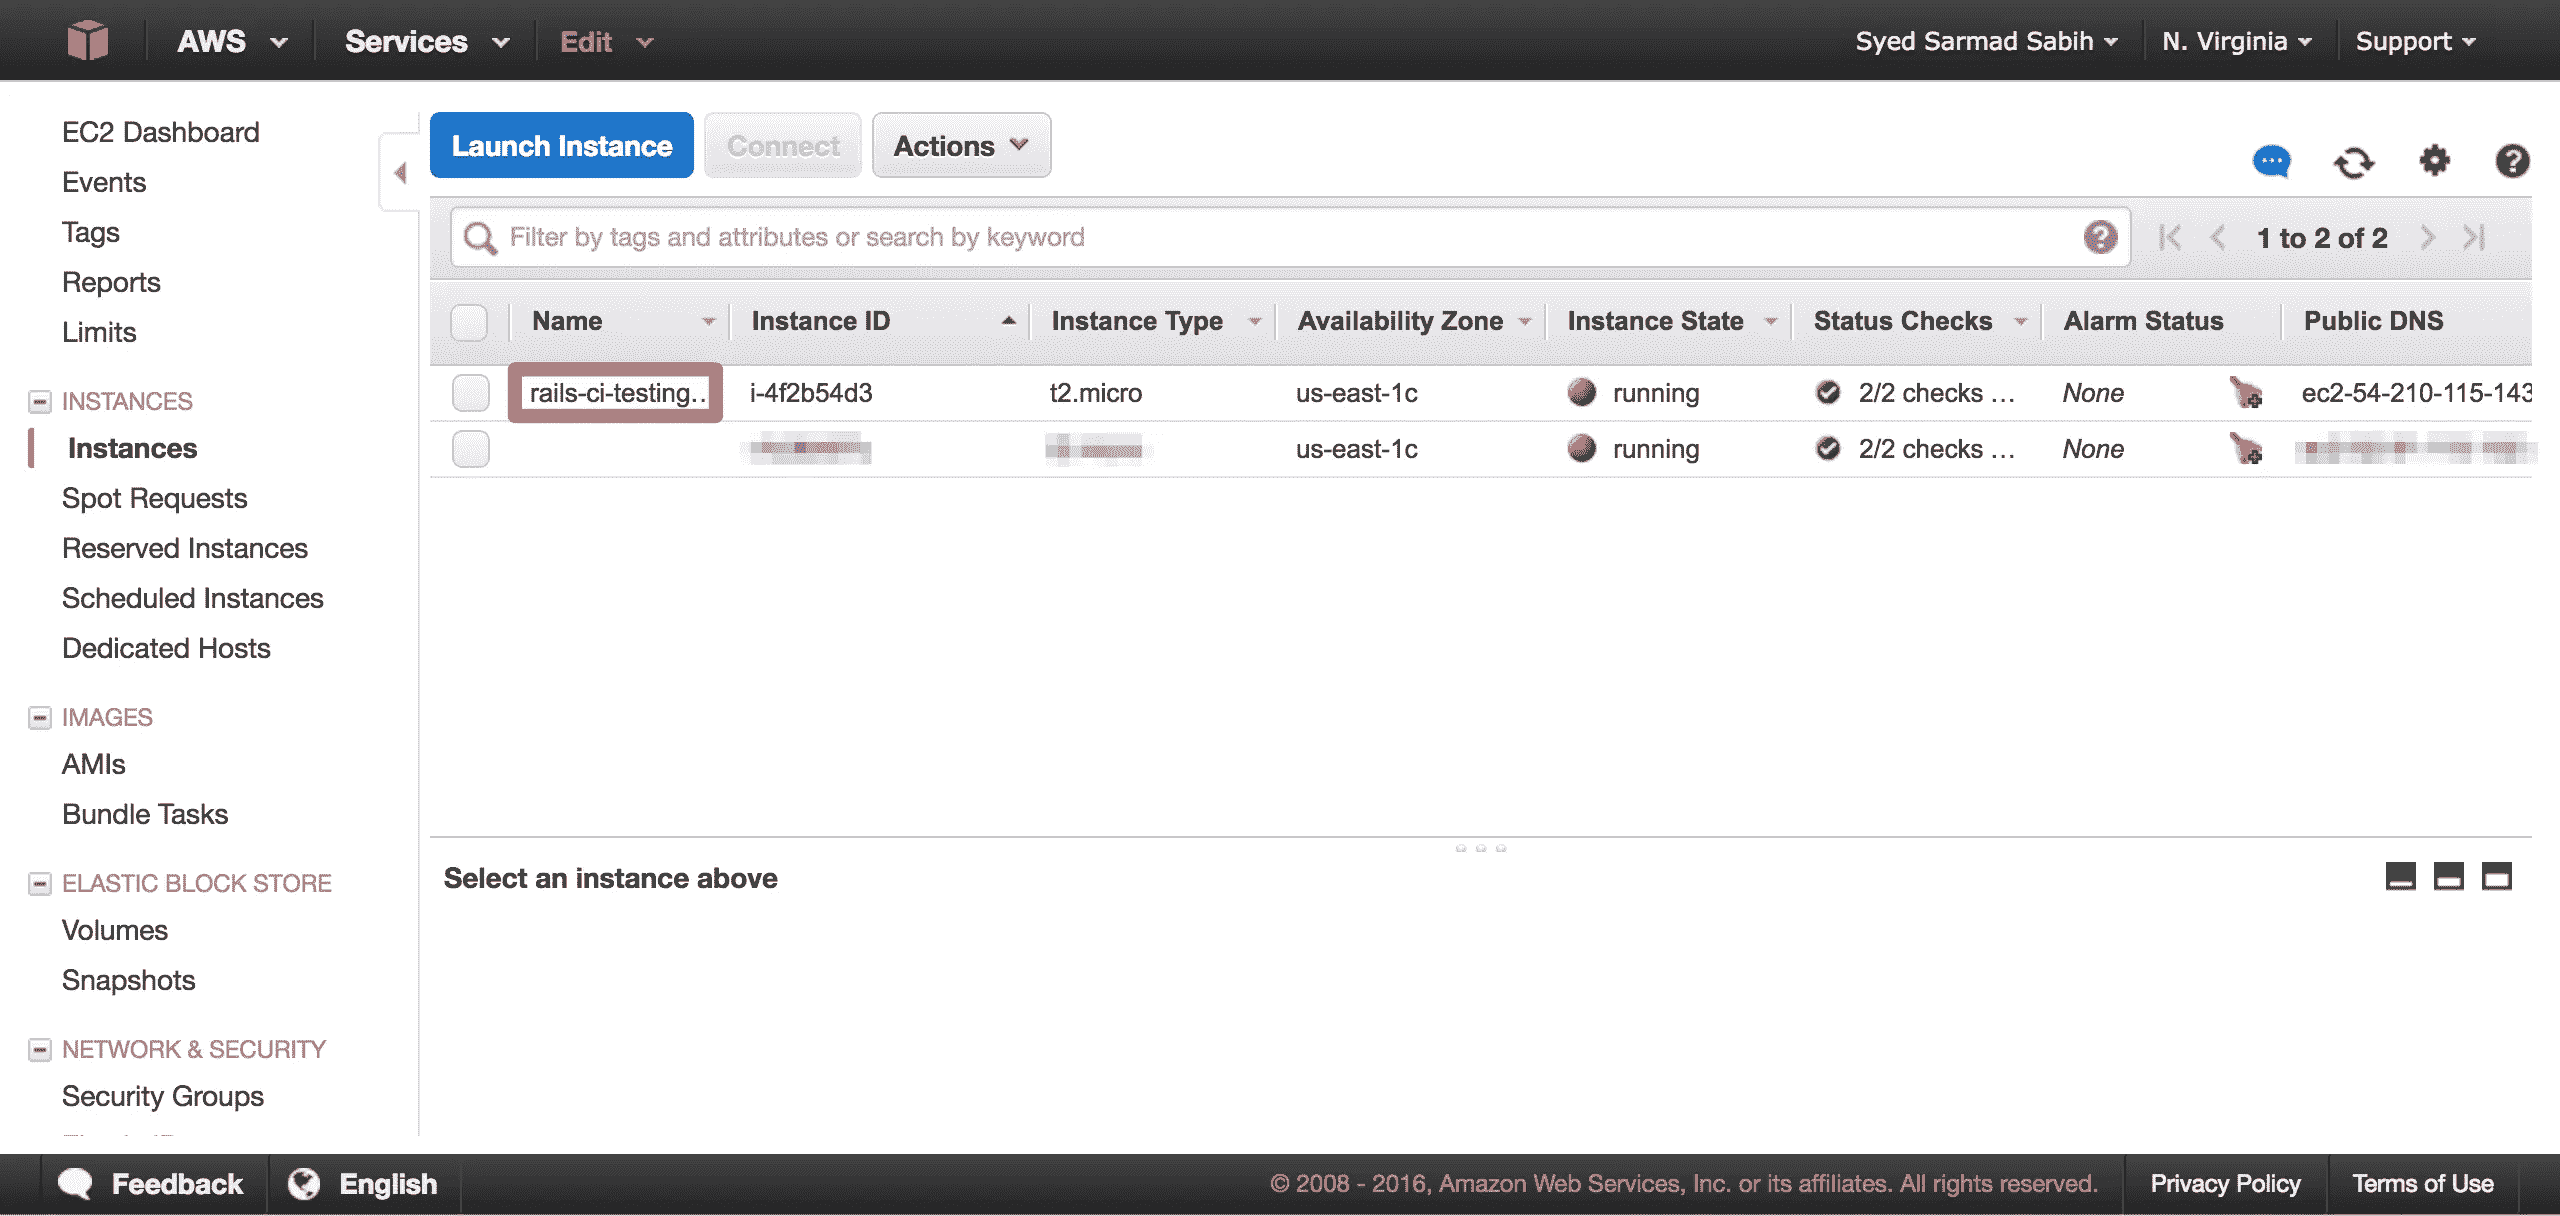 AWS Services Edit Syed Sarmad Sabih N. Virginia Support
EC2 Dashboard
Events
Tags
Reports
Limits
INSTANCES
Instances
Spot Requests
Reserved Instances
Scheduled Instances
Dedicated Hosts
IMAGES
AMIs
Bundle Tasks
ELASTIC BLOCK STORE
Volumes
Snapshots
NETWORK & SECURITY
Security Groups
Launch Instance Connect Actions
Filter by tags and attributes or search by keyword 1 to 2 of 2
Name Instance ID Instance Type Availability Zone Instance State Status Checks Alarm Status Public DNS
rails-ci-testing.. i-4f2b54d3 t2.micro us-east-1c running 2/2 checks ... None ec2-54-210-115-143
us-east-1c running 2/2 checks ... None
Select an instance above
Feedback English © 2008 - 2016, Amazon Web Services, Inc. or its affiliates. All rights reserved. Privacy Policy Terms of Use